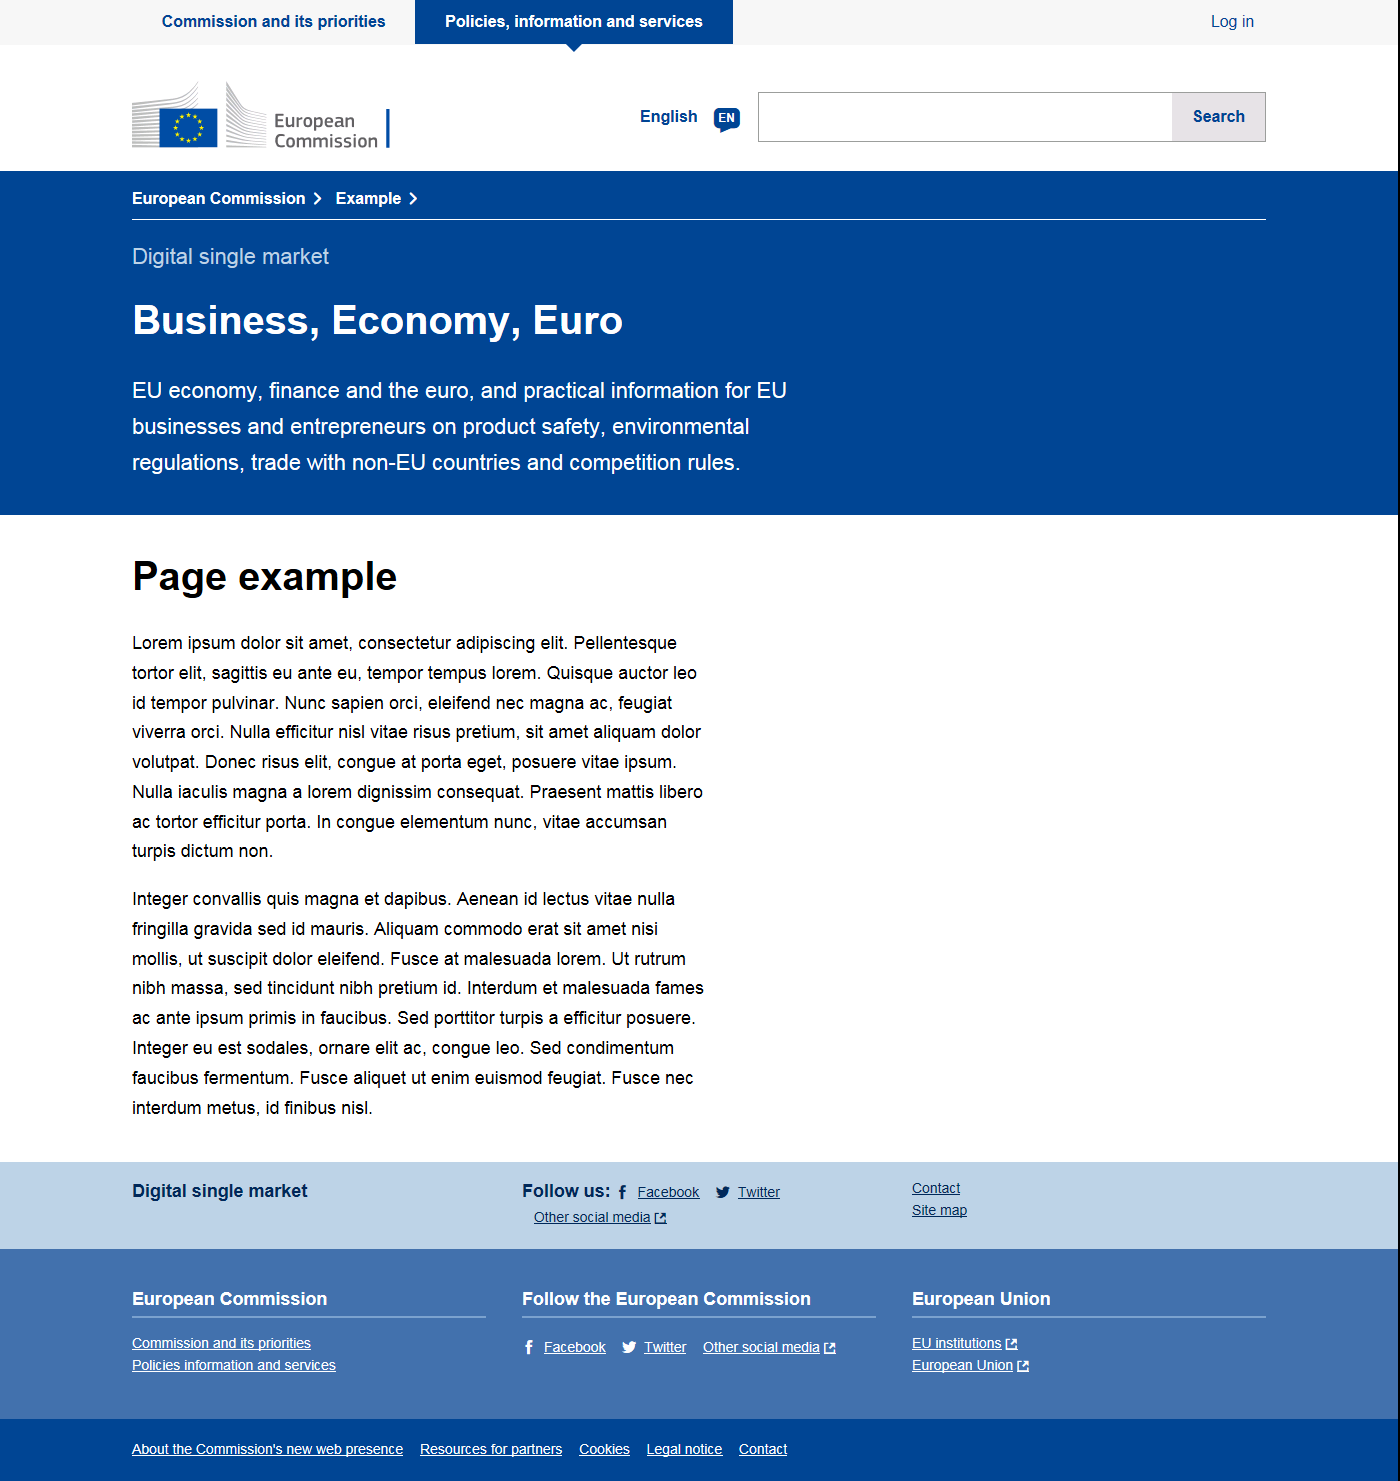 Commission and its priorities
Policies, information and services
Log in
European
Commission
English
EN
Search
European Commission
Example
Digital single market
Business, Economy, Euro
EU economy, finance and the euro, and practical information for EU
businesses and entrepreneurs on product safety, environmental
regulations, trade with non-EU countries and competition rules.
Page example
Lorem ipsum dolor sit amet, consectetur adipiscing elit. Pellentesque
tortor elit, sagittis eu ante eu, tempor tempus lorem. Quisque auctor leo
id tempor pulvinar. Nunc sapien orci, eleifend nec magna ac, feugiat
viverra orci. Nulla efficitur nisl vitae risus pretium, sit amet aliquam dolor
volutpat. Donec risus elit, congue at porta eget, posuere vitae ipsum.
Nulla iaculis magna a lorem dignissim consequat. Praesent mattis libero
ac tortor efficitur porta. In congue elementum nunc, vitae accumsan
turpis dictum non.
Integer convallis quis magna et dapibus. Aenean id lectus vitae nulla
fringilla gravida sed id mauris. Aliquam commodo erat sit amet nisi
mollis, ut suscipit dolor eleifend. Fusce at malesuada lorem. Ut rutrum
nibh massa, sed tincidunt nibh pretium id. Interdum et malesuada fames
ac ante ipsum primis in faucibus. Sed porttitor turpis a efficitur posuere.
Integer eu est sodales, ornare elit ac, congue leo. Sed condimentum
faucibus fermentum. Fusce aliquet ut enim euismod feugiat. Fusce nec
interdum metus, id finibus nisl.
Digital single market
Follow us: Facebook Twitter
Other social media
Contact
Site map
European Commission
Commission and its priorities
Policies information and services
Follow the European Commission
Facebook Twitter Other social media
European Union
EU institutions
European Union
About the Commission's new web presence Resources for partners Cookies Legal notice Contact